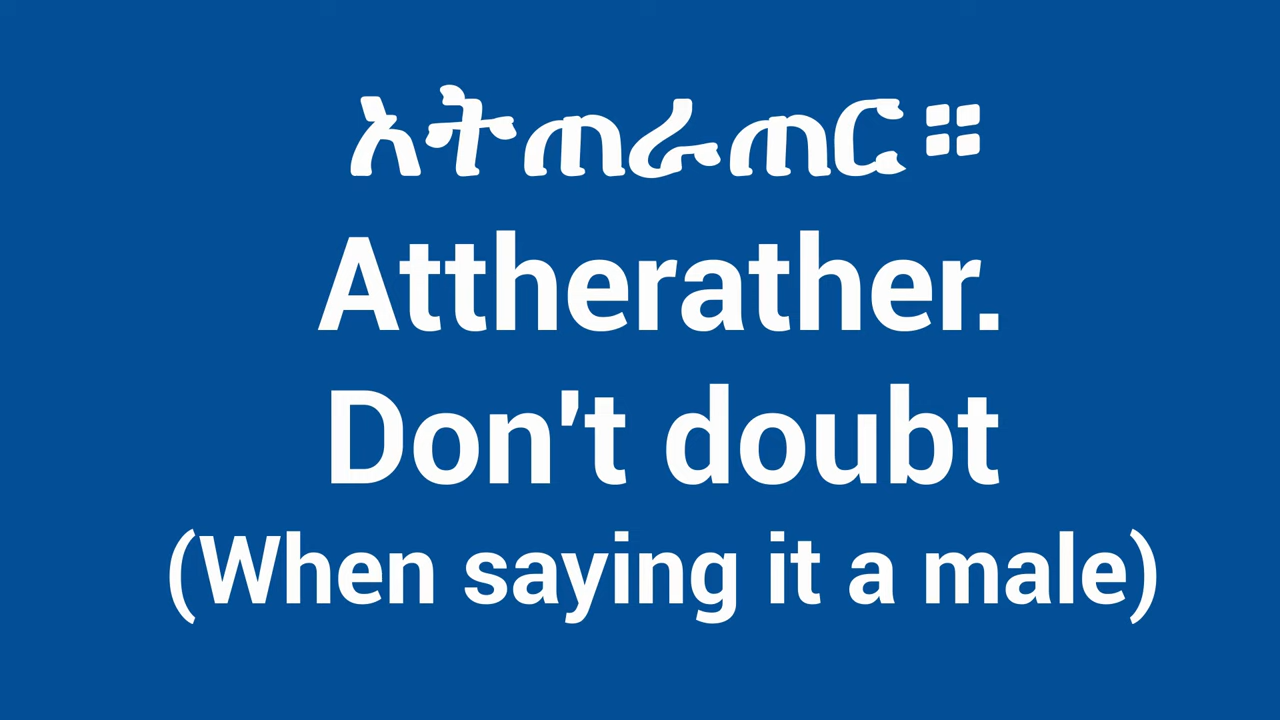 አትጠራጠር።
Attherather.
Don't doubt
(When saying it a male)